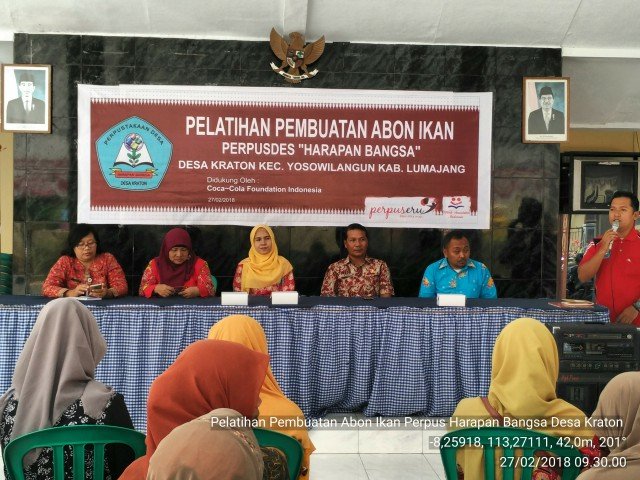 PELATIHAN PEMBUATAN ABON IKAN
PERPUSDES "HARAPAN BANGSA"
DESA KRATON KEC. YOSOWILANGUN KAB. LUMAJANG
Didukung Oleh :
Coca-Cola Foundation Indonesia
27/02/2018
PERPUSTAKAAN DESA
HARAPAN BANGSA
DESA KRATON
perpuseru
Pelatihan Pembuatan Abon Ikan Perpus Harapan Bangsa Desa Kraton
-8,25918, 113,27111, 42,0m, 201°
27/02/2018 09.30.00